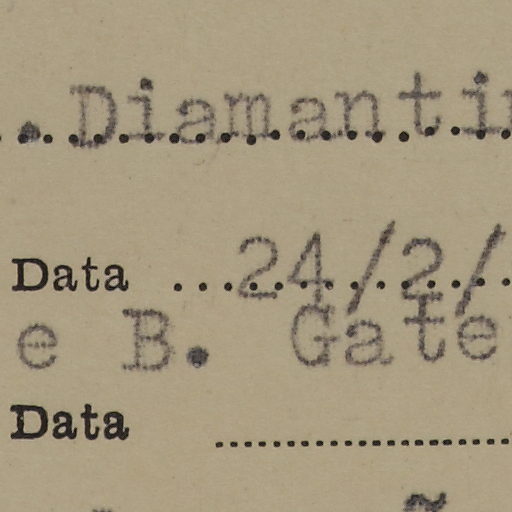 . Diamanti
Data ... 24/2/
e B. Gate
Data